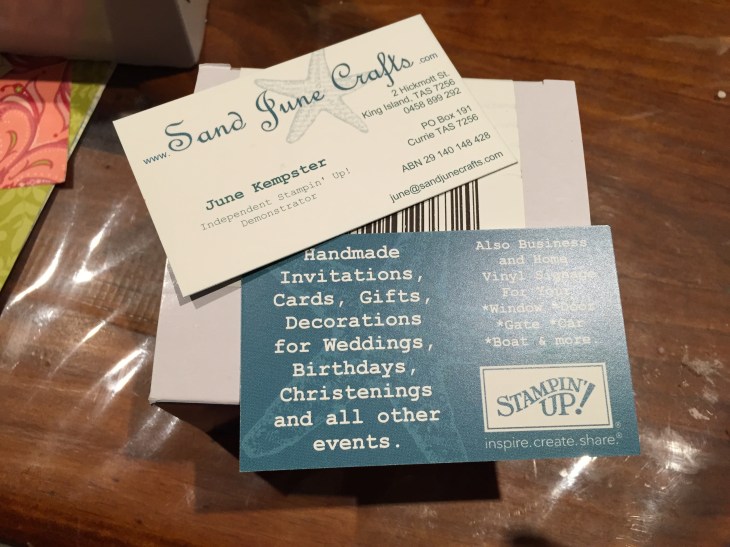 www.Sand June Crafts.com
2 Hickmott St.
King Island, TAS 7256
0458 899 292
PO Box 191
Currie TAS 7256
ABN 29 140 148 428
june@sandjunecrafts.com
June Kempster
Independent Stampin' Up!
Demonstrator
Handmade
Invitations,
Cards, Gifts,
Decorations
for Weddings,
Birthdays,
Christenings
and all other
events.
Also Business
and Home
Vinyl Signage
For Your
*Window *Door
*Gate *Car
*Boat & more.
STAMPIN'
UP!®
inspire.create.share.®